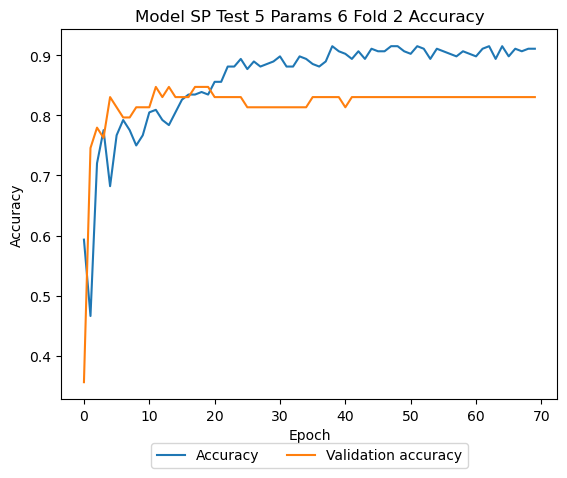 Model SP Test 5 Params 6 Fold 2 Accuracy
Accuracy
0.9
0.8
0.7
0.6
0.5
0.4
0 10 20 30 40 50 60 70
Epoch
Accuracy Validation accuracy